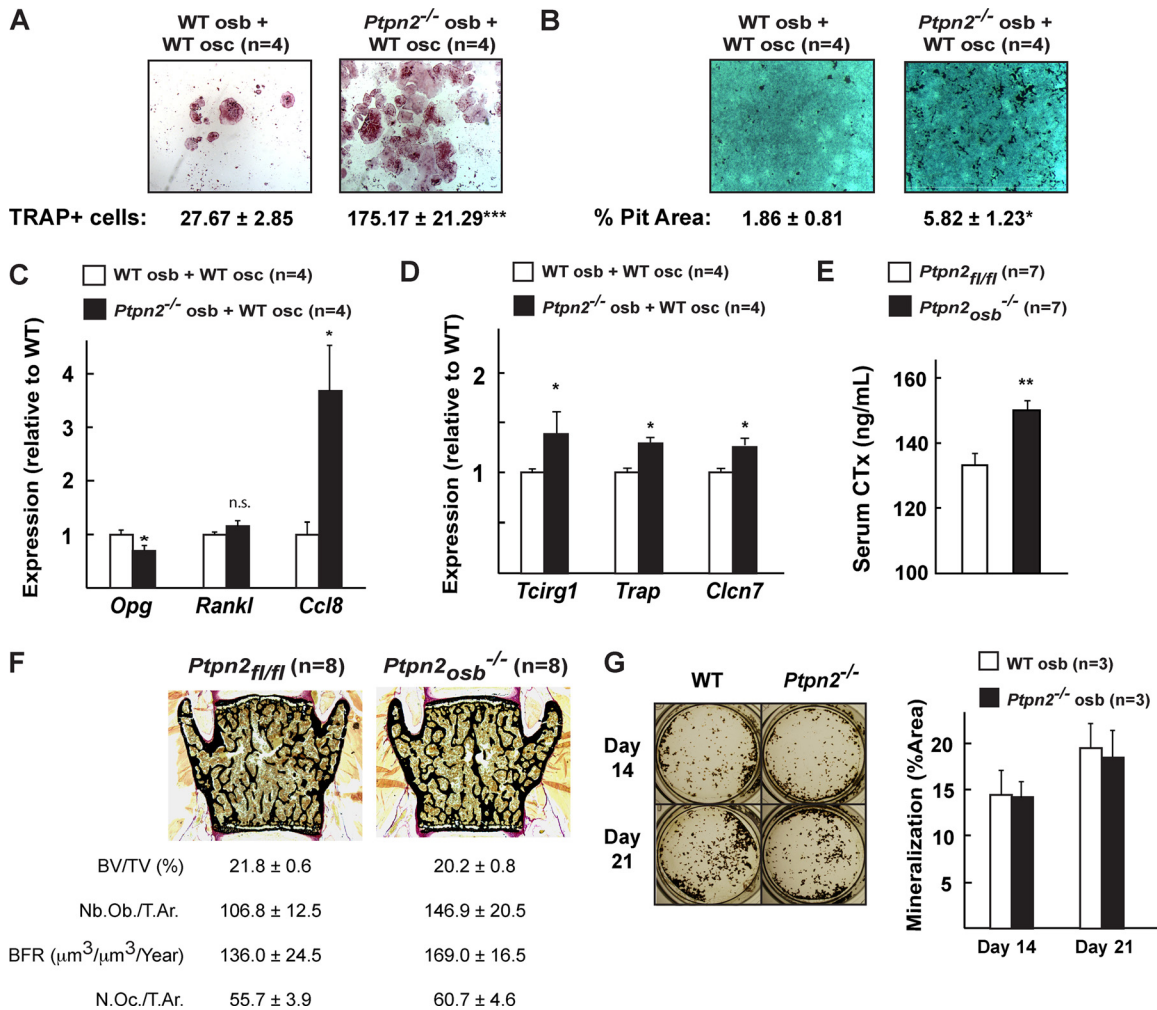 A
WT osb +
WT osc (n=4)
Ptpn2-/- osb +
WT osc (n=4)
TRAP+ cells:
27.67 ± 2.85
175.17 ± 21.29***
B
WT osb +
WT osc (n=4)
Ptpn2-/- osb +
WT osc (n=4)
% Pit Area:
1.86 ± 0.81
5.82 ± 1.23*
C
WT osb + WT osc (n=4)
Ptpn2-/- osb + WT osc (n=4)
Expression (relative to WT)
4
3
2
1
*
n.s.
*
Opg
Rankl
Ccl8
D
WT osb + WT osc (n=4)
Ptpn2-/- osb + WT osc (n=4)
Expression (relative to WT)
2
1
*
*
*
Tcirg1
Trap
Clcn7
E
Ptpn2fl/fl (n=7)
Ptpn2osb-/- (n=7)
Serum CTx (ng/mL)
160
140
120
100
**
F
Ptpn2fl/fl (n=8)
Ptpn2osb-/- (n=8)
BV/TV (%)
21.8 ± 0.6
20.2 ± 0.8
Nb.Ob./T.Ar.
106.8 ± 12.5
146.9 ± 20.5
BFR (μm3/μm3/Year)
136.0 ± 24.5
169.0 ± 16.5
N.Oc./T.Ar.
55.7 ± 3.9
60.7 ± 4.6
G
WT
Ptpn2-/-
Day
14
Day
21
WT osb (n=3)
Ptpn2-/- osb (n=3)
Mineralization (%Area)
20
15
10
5
Day 14
Day 21